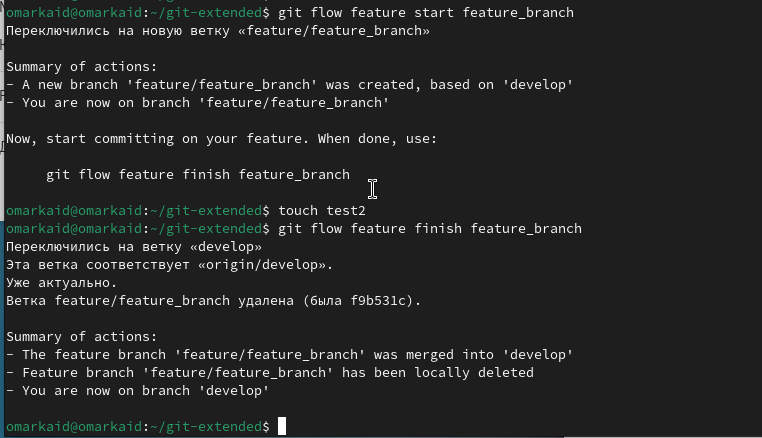 omarkaid@omarkaid:~/git-extended$ git flow feature start feature_branch
Переключились на новую ветку «feature/feature_branch»
Summary of actions:
- A new branch 'feature/feature_branch' was created, based on 'develop'
- You are now on branch 'feature/feature_branch'
Now, start committing on your feature. When done, use:
git flow feature finish feature_branch
omarkaid@omarkaid:~/git-extended$ touch test2
omarkaid@omarkaid:~/git-extended$ git flow feature finish feature_branch
Переключились на ветку «develop»
Эта ветка соответствует «origin/develop».
Уже актуально.
Ветка feature/feature_branch удалена (была f9b531c).
Summary of actions:
- The feature branch 'feature/feature_branch' was merged into 'develop'
- Feature branch 'feature/feature_branch' has been locally deleted
- You are now on branch 'develop'
omarkaid@omarkaid:~/git-extended$